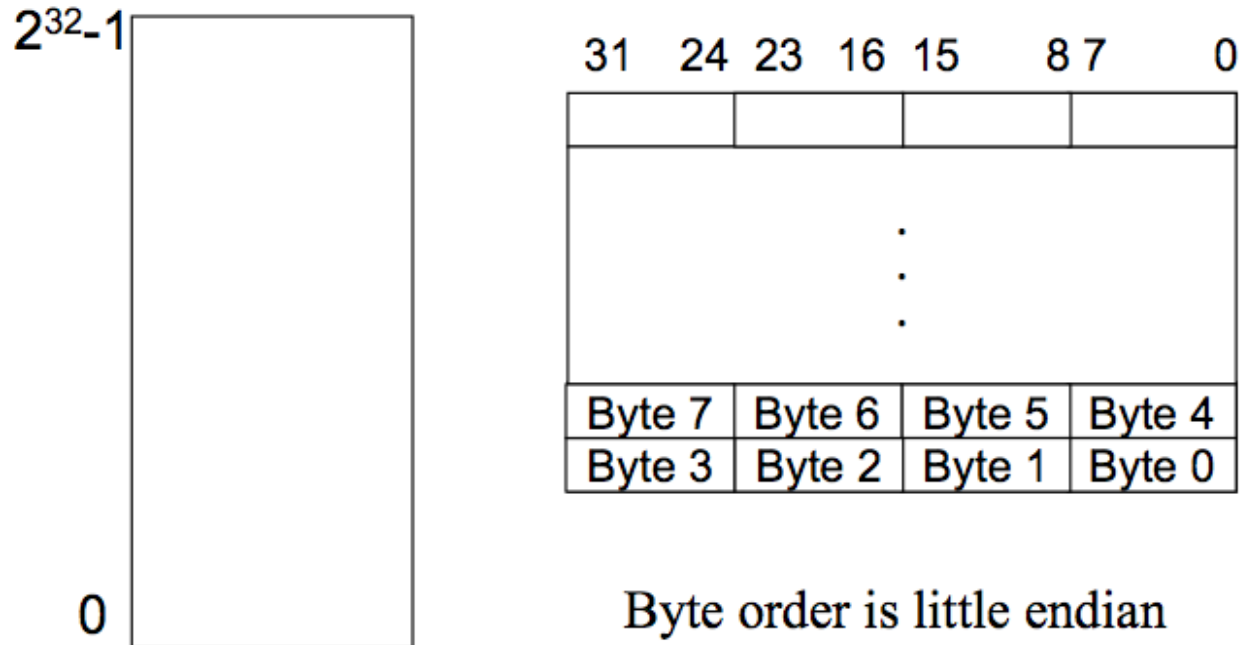 2³²-1
0
31 24 23 16 15 8 7 0
Byte 7 Byte 6 Byte 5 Byte 4
Byte 3 Byte 2 Byte 1 Byte 0
Byte order is little endian